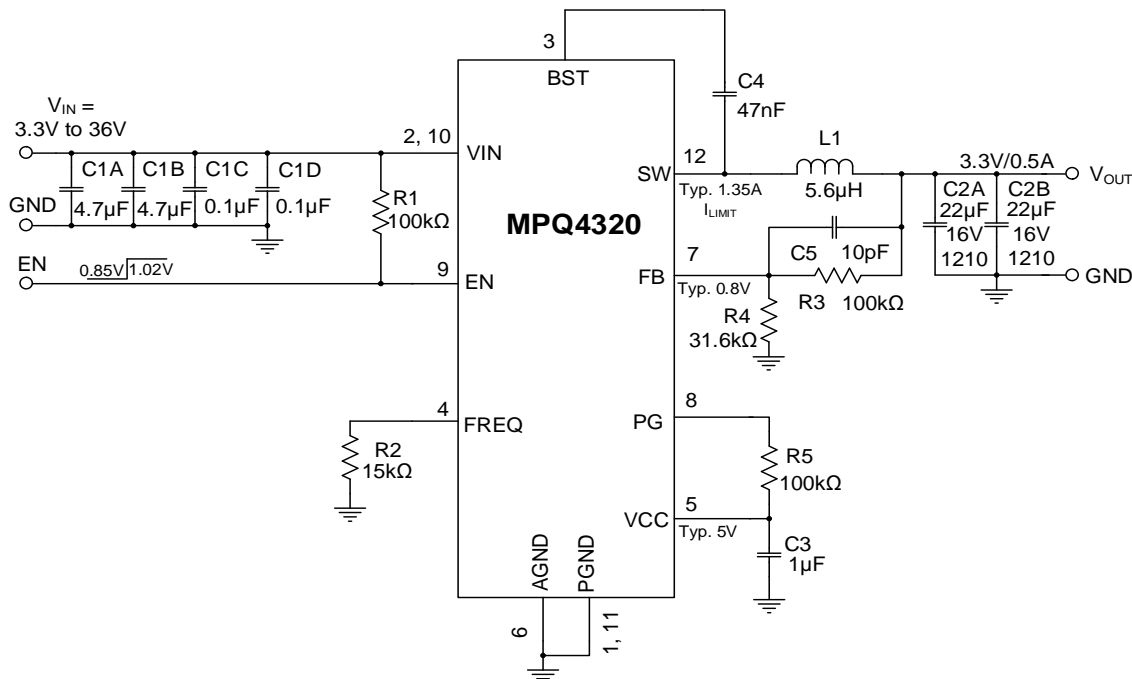 3
BST
C4
47nF
VIN =
3.3V to 36V
2, 10
VIN
C1A
C1B
C1C
C1D
4.7µF
4.7µF
0.1µF
0.1µF
GND
R1
100kΩ
EN
0.85V
1.02V
9
EN
MPQ4320
12
SW
Typ. 1.35A
ILIMIT
L1
5.6µH
3.3V/0.5A
VOUT
C2A
22µF
16V
1210
C2B
22µF
16V
1210
GND
7
FB
Typ. 0.8V
C5
10pF
R3
100kΩ
R4
31.6kΩ
4
FREQ
R2
15kΩ
8
PG
R5
100kΩ
5
VCC
Typ. 5V
C3
1µF
AGND
PGND
6
1, 11